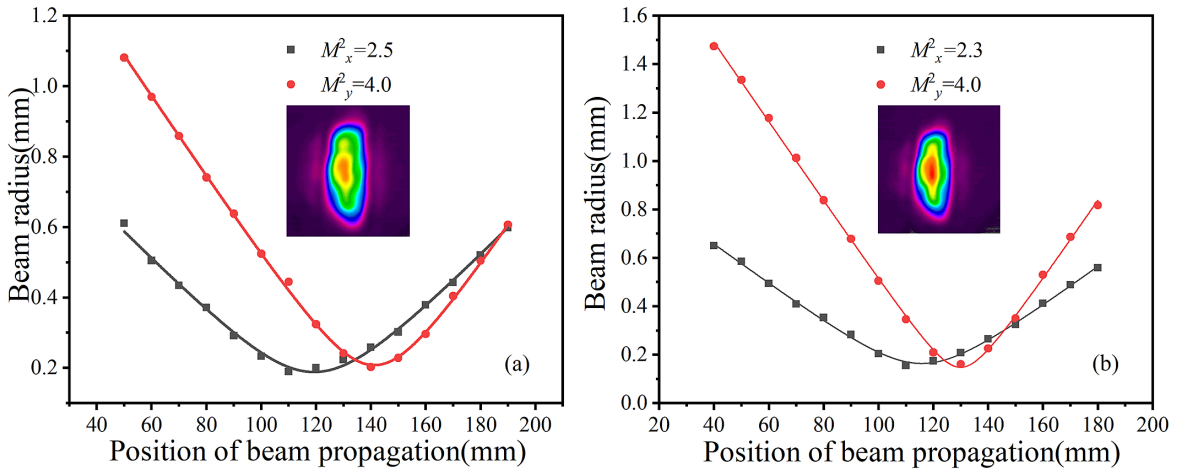 1.2
1.0
0.8
0.6
0.4
0.2
Beam radius(mm)
M²ₓ=2.5
M²ᵧ=4.0
(a)
40 60 80 100 120 140 160 180 200
Position of beam propagation(mm)
1.6
1.4
1.2
1.0
0.8
0.6
0.4
0.2
0.0
Beam radius(mm)
M²ₓ=2.3
M²ᵧ=4.0
(b)
20 40 60 80 100 120 140 160 180 200
Position of beam propagation(mm)